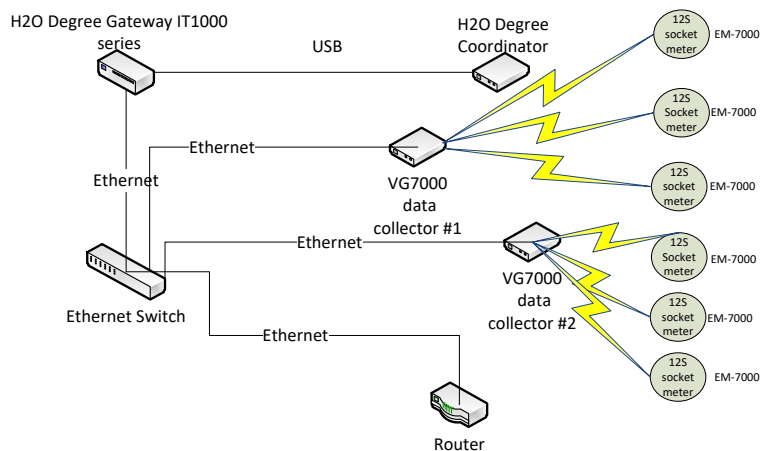 H2O Degree Gateway IT1000
series
USB
H2O Degree
Coordinator
12S
socket
meter
EM-7000
12S
Socket
meter
EM-7000
Ethernet
12S
socket
meter
EM-7000
Ethernet
VG7000
data
collector #1
Ethernet
12S
Socket
meter
EM-7000
VG7000
data
collector #2
12S
socket
meter
EM-7000
Ethernet Switch
Ethernet
12S
socket
meter
EM-7000
Router